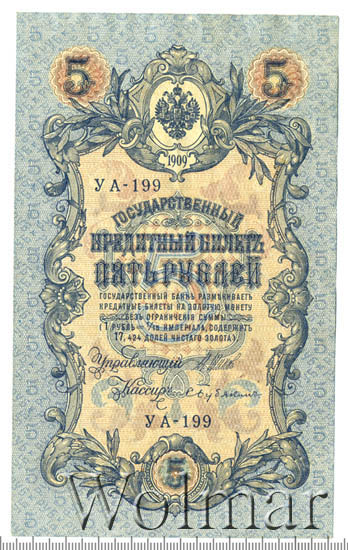 5 5
1909
УА-199
ГОСУДАРСТВЕННЫЙ
КРЕДИТНЫЙ БИЛЕТЪ
ПЯТЬ РУБЛЕЙ
ГОСУДАРСТВЕННЫЙ БАНКЪ РАЗМѢНИВАЕТЪ
КРЕДИТНЫЕ БИЛЕТЫ НА ЗОЛОТУЮ МОНЕТУ
БЕЗЪ ОГРАНИЧЕНІЯ СУММЫ
(1 РУБЛЬ = 1/15 ИМПЕРІАЛА, СОДЕРЖИТЪ
17,424 ДОЛЕЙ ЧИСТАГО ЗОЛОТА)
Управляющій
Кассиръ
УА-199
5
Wolmar